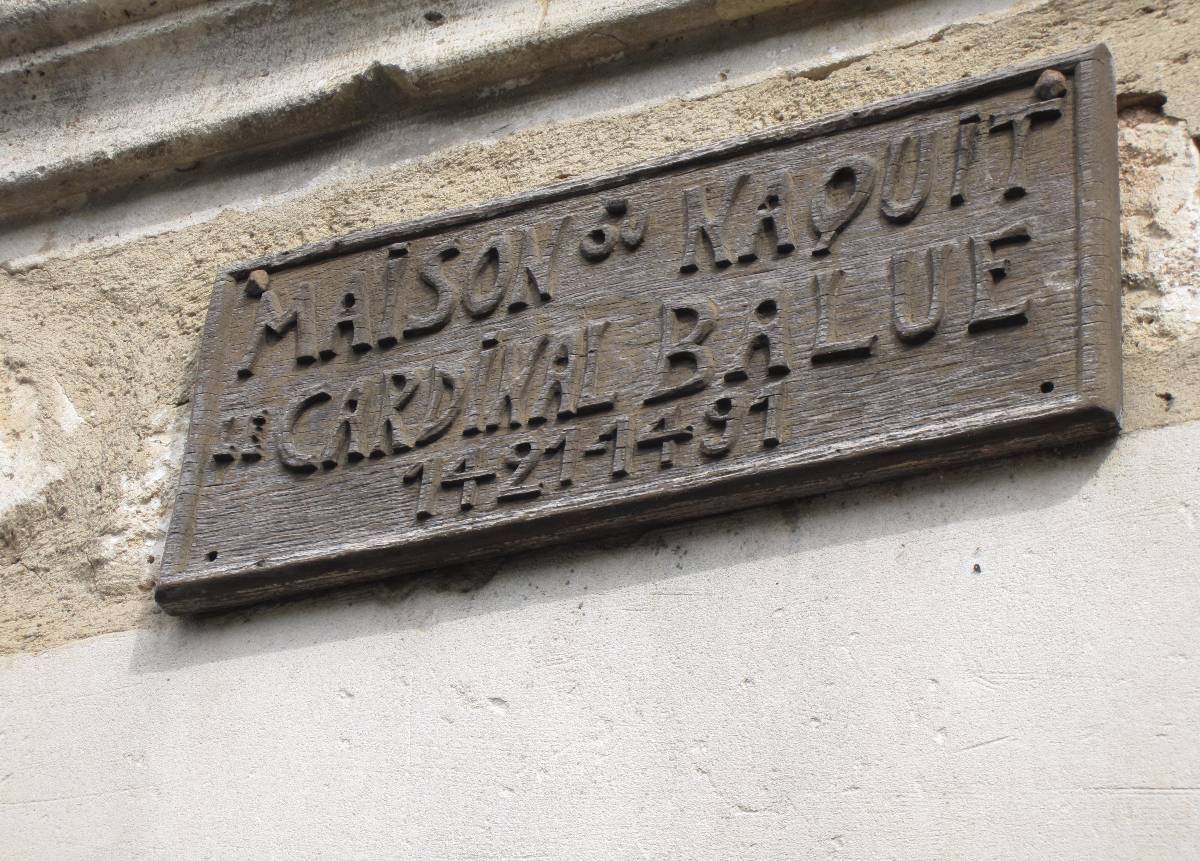 MAISON où NAQUIT
LE CARDINAL BALUE
1421-1491